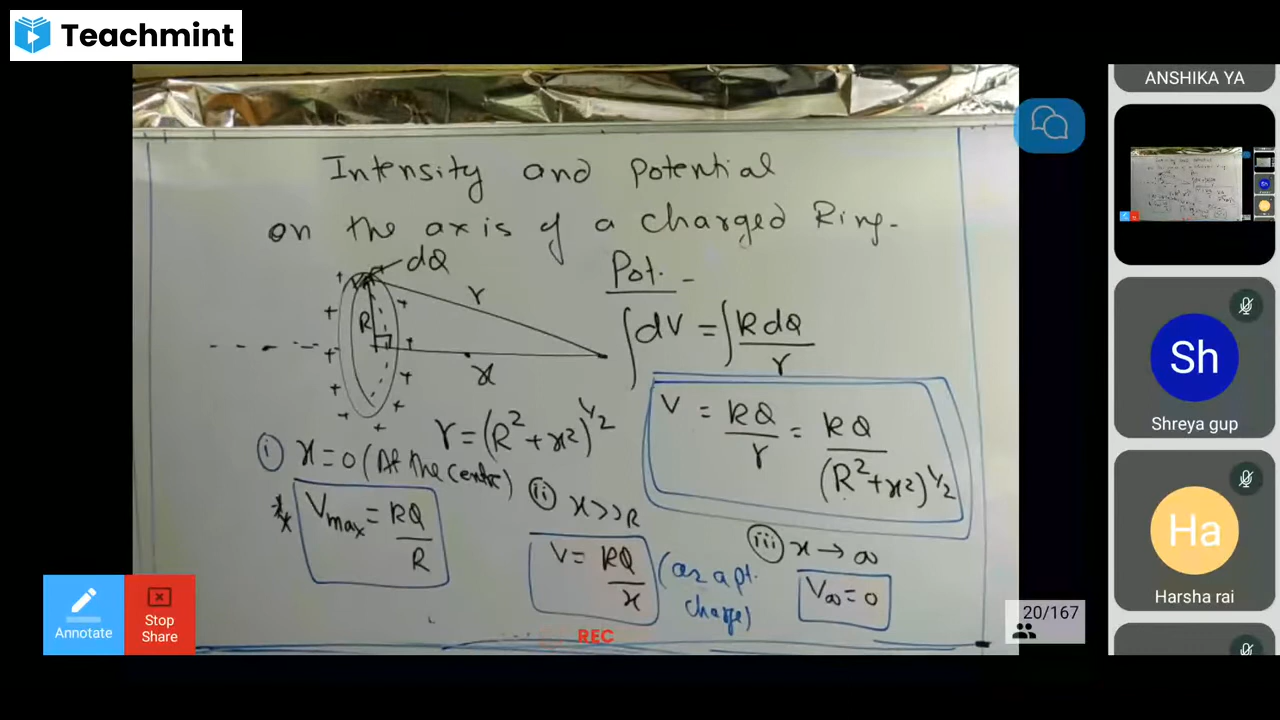 Teachmint
ANSHIKA YA
Intensity and Potential
on the axis of a charged Ring.
dQ
Pot. -
r
R
x
∫dV = ∫ k dQ / r
V = kQ / r = kQ / (R²+x²)^1/2
r = (R²+x²)^1/2
(i) x=0 (At the centre)
Vmax = kQ / R
(ii) x>>R
V = kQ / x (as a pt. charge)
(iii) x → ∞
V∞ = 0
Sh
Shreya gup
Ha
Harsha rai
Annotate
Stop
Share
REC
20/167